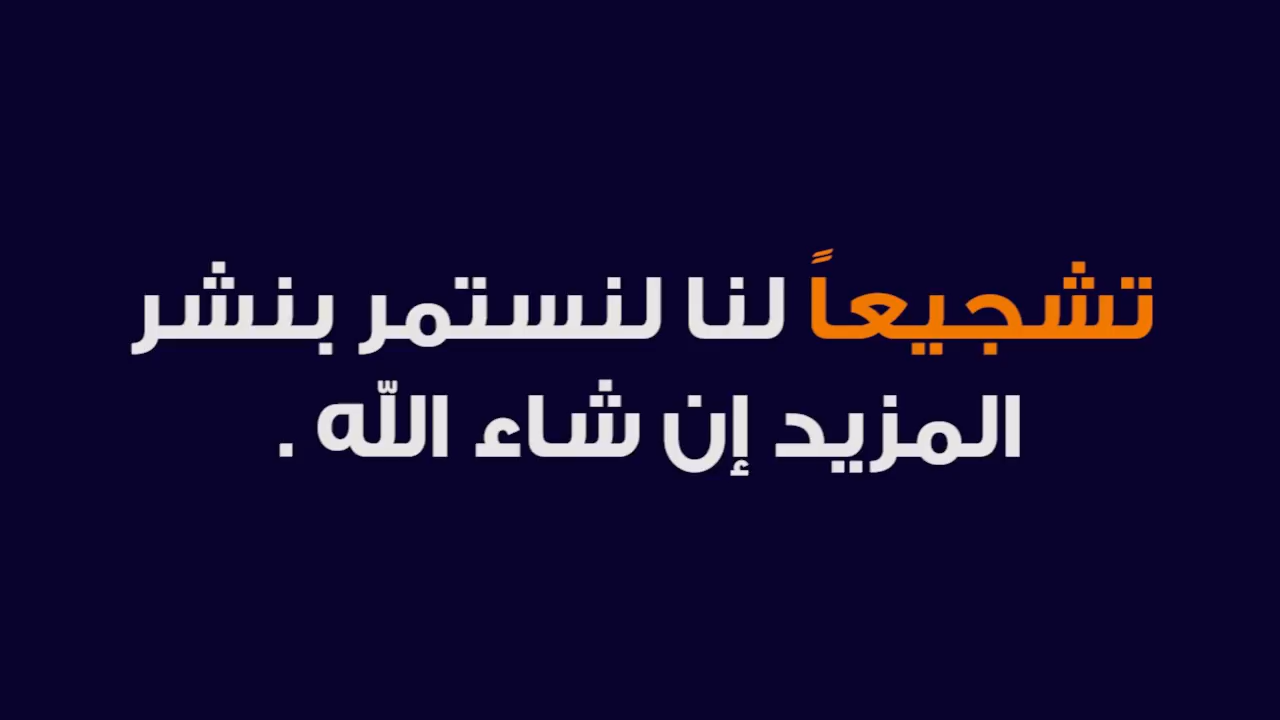 تشجيعاً لنا لنستمر بنشر
المزيد إن شاء اللّه .